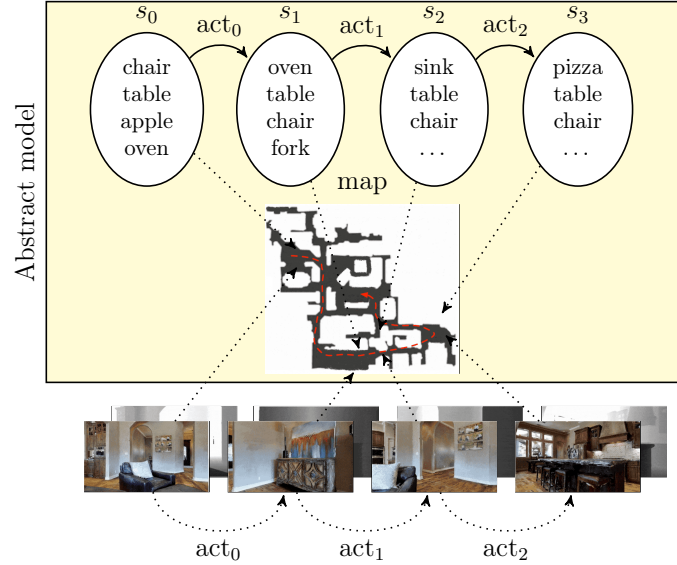 s₀ act₀ s₁ act₁ s₂ act₂ s₃
chair
table
apple
oven
oven
table
chair
fork
sink
table
chair
...
pizza
table
chair
...
Abstract model
map
act₀ act₁ act₂